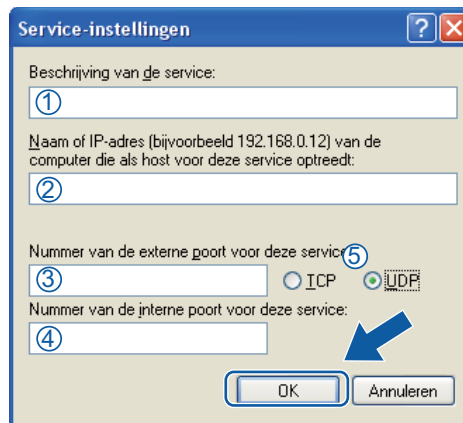 Service-instellingen
Beschrijving van de service:
①
Naam of IP-adres (bijvoorbeeld 192.168.0.12) van de
computer die als host voor deze service optreedt:
②
Nummer van de externe poort voor deze service ⑤
③ TCP UDP
Nummer van de interne poort voor deze service:
④
OK Annuleren